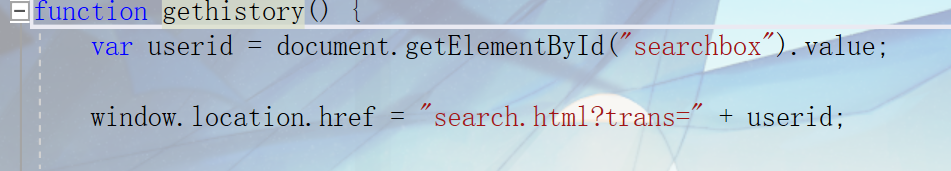 function gethistory() {
var userid = document.getElementById("searchbox").value;
window.location.href = "search.html?trans=" + userid;